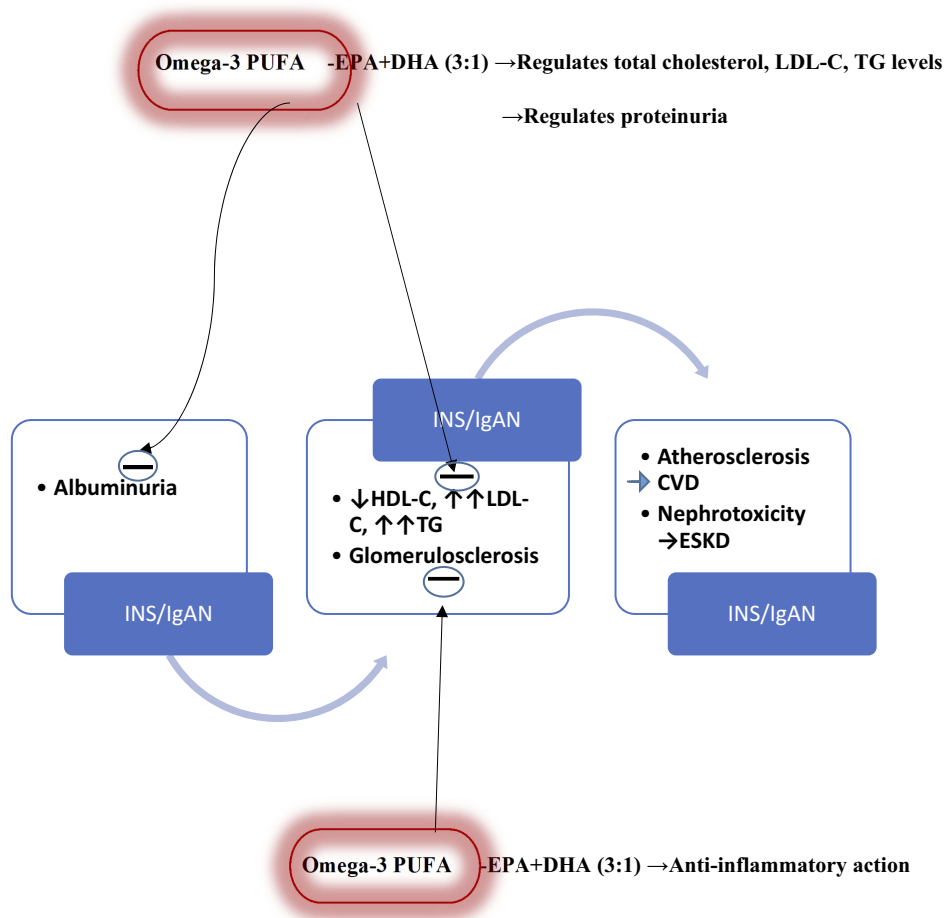 Omega-3 PUFA -EPA+DHA (3:1) →Regulates total cholesterol, LDL-C, TG levels
→Regulates proteinuria
• Albuminuria
INS/IgAN
INS/IgAN
• ↓HDL-C, ↑↑LDL-
C, ↑↑TG
• Glomerulosclerosis
• Atherosclerosis
CVD
• Nephrotoxicity
→ESKD
INS/IgAN
Omega-3 PUFA -EPA+DHA (3:1) →Anti-inflammatory action